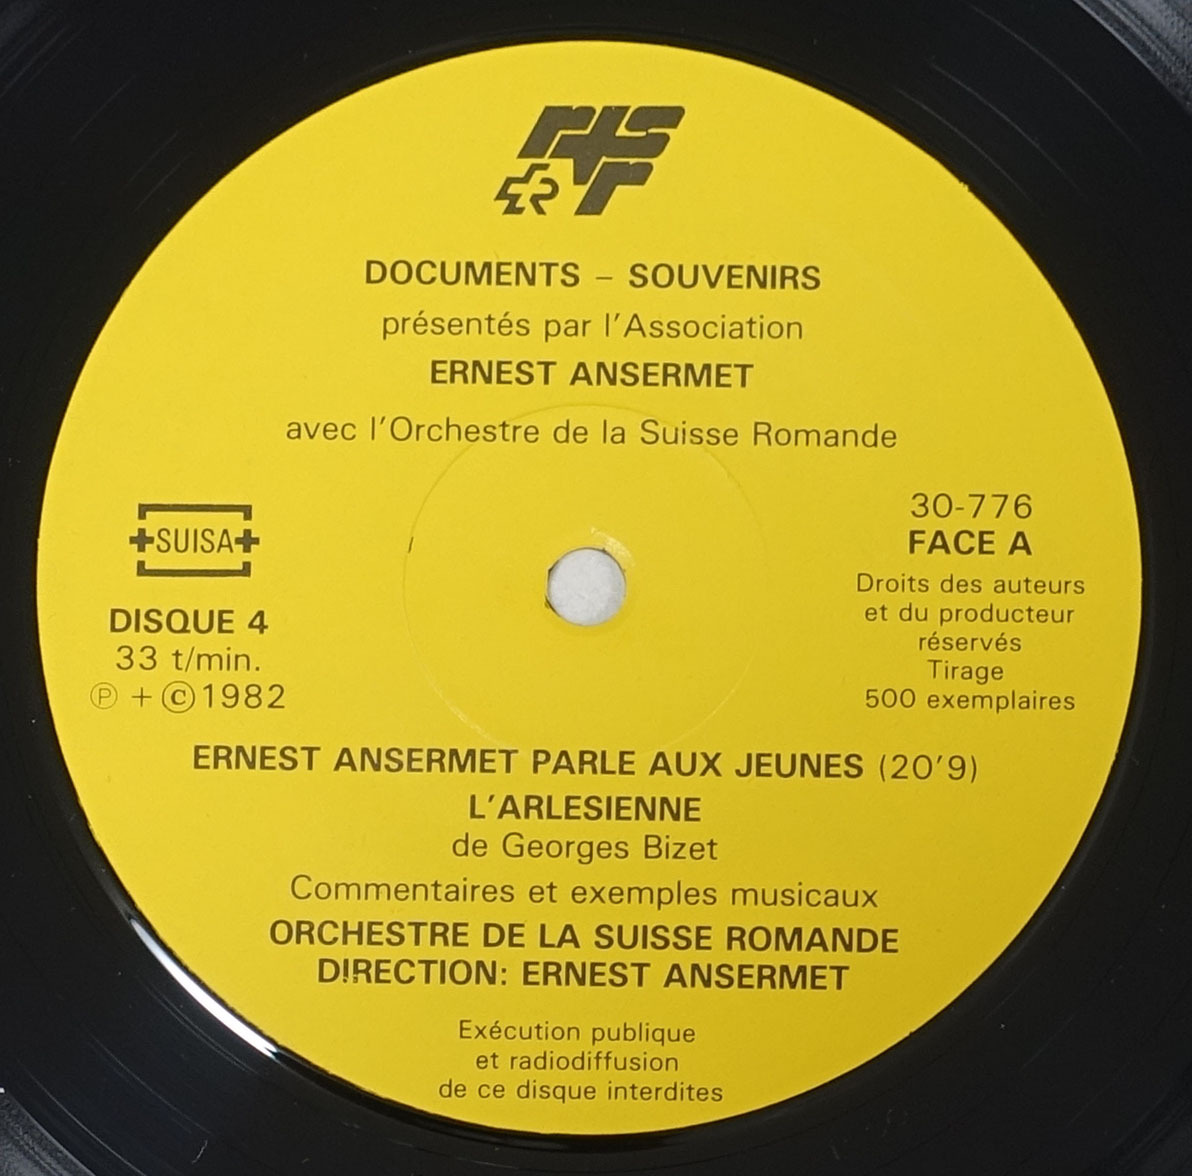 rtsr
DOCUMENTS – SOUVENIRS
présentés par l'Association
ERNEST ANSERMET
avec l'Orchestre de la Suisse Romande
SUISA
DISQUE 4
33 t/min.
Ⓟ + ©1982
30-776
FACE A
Droits des auteurs
et du producteur
réservés
Tirage
500 exemplaires
ERNEST ANSERMET PARLE AUX JEUNES (20'9)
L'ARLESIENNE
de Georges Bizet
Commentaires et exemples musicaux
ORCHESTRE DE LA SUISSE ROMANDE
DIRECTION: ERNEST ANSERMET
Exécution publique
et radiodiffusion
de ce disque interdites